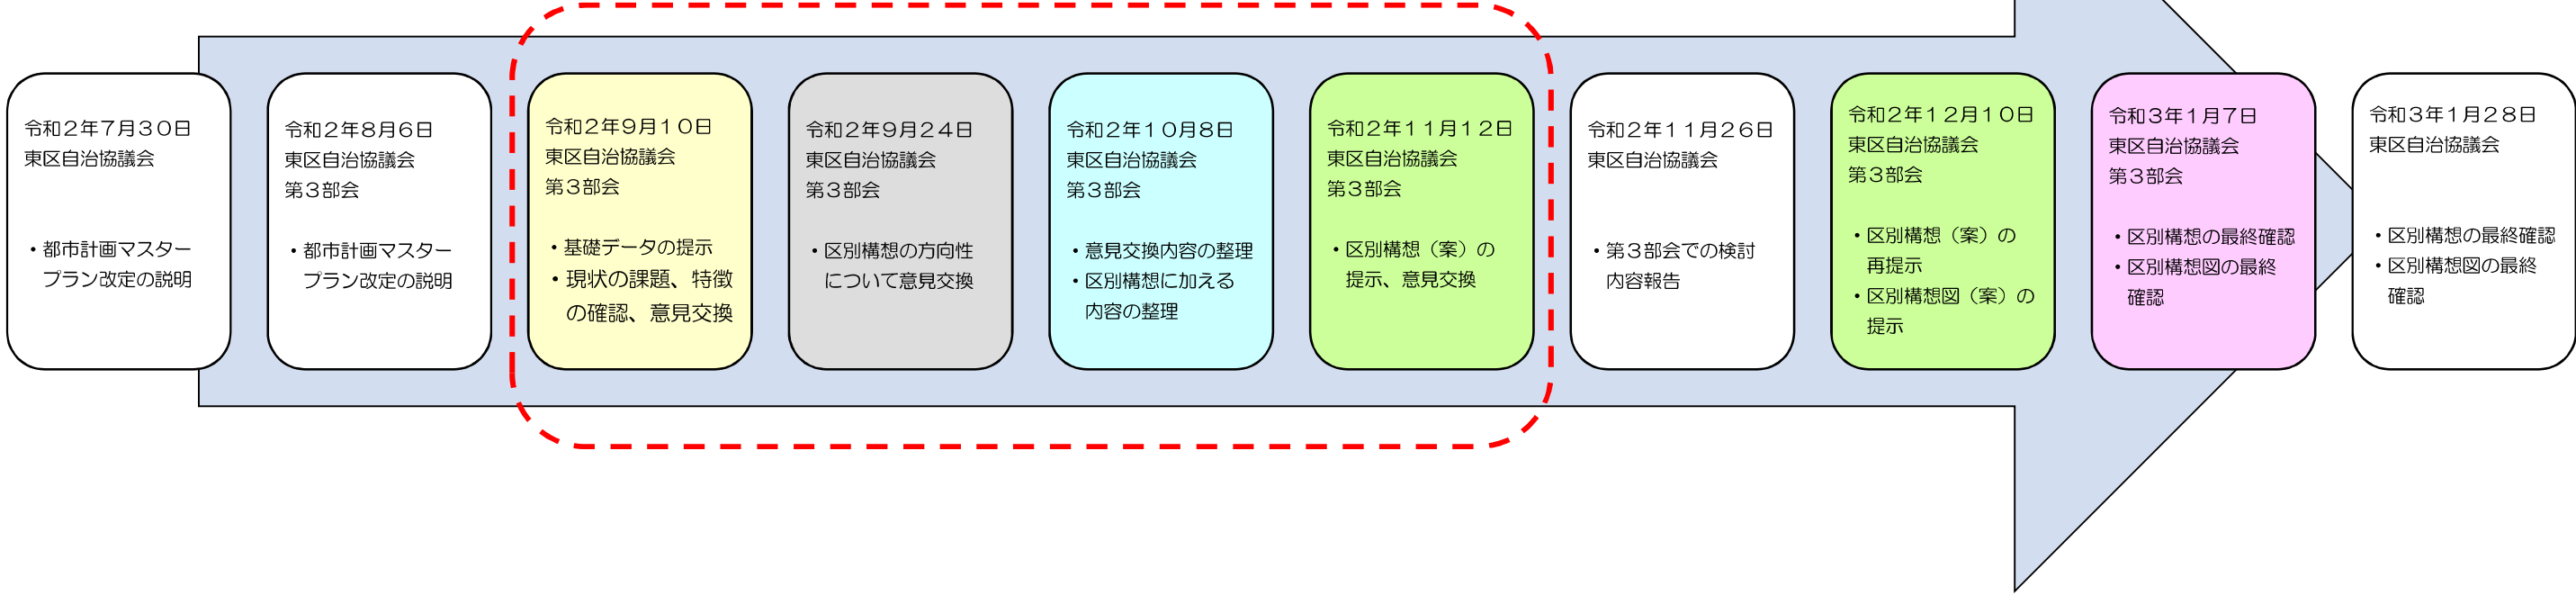 令和２年７月３０日
東区自治協議会
・都市計画マスター
プラン改定の説明
令和２年８月６日
東区自治協議会
第３部会
・都市計画マスター
プラン改定の説明
令和２年９月１０日
東区自治協議会
第３部会
・基礎データの提示
・現状の課題、特徴
の確認、意見交換
令和２年９月２４日
東区自治協議会
第３部会
・区別構想の方向性
について意見交換
令和２年１０月８日
東区自治協議会
第３部会
・意見交換内容の整理
・区別構想に加える
内容の整理
令和２年１１月１２日
東区自治協議会
第３部会
・区別構想（案）の
提示、意見交換
令和２年１１月２６日
東区自治協議会
・第３部会での検討
内容報告
令和２年１２月１０日
東区自治協議会
第３部会
・区別構想（案）の
再提示
・区別構想図（案）の
提示
令和３年１月７日
東区自治協議会
第３部会
・区別構想の最終確認
・区別構想図の最終
確認
令和３年１月２８日
東区自治協議会
・区別構想の最終確認
・区別構想図の最終
確認